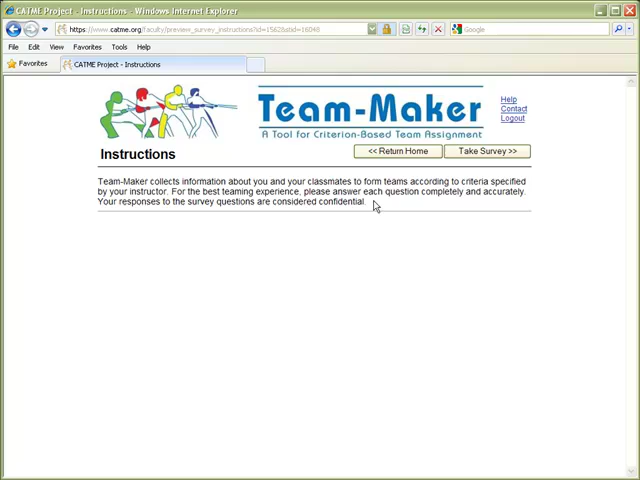 CATME Project - Instructions - Windows Internet Explorer
https://www.catme.org/faculty/preview_survey_instructions?id=1562&atid=16048
Google
File Edit View Favorites Tools Help
Favorites
CATME Project - Instructions
Team-Maker
A Tool for Criterion-Based Team Assignment
Help
Contact
Logout
Instructions
<< Return Home
Take Survey >>
Team-Maker collects information about you and your classmates to form teams according to criteria specified
by your instructor. For the best teaming experience, please answer each question completely and accurately.
Your responses to the survey questions are considered confidential.